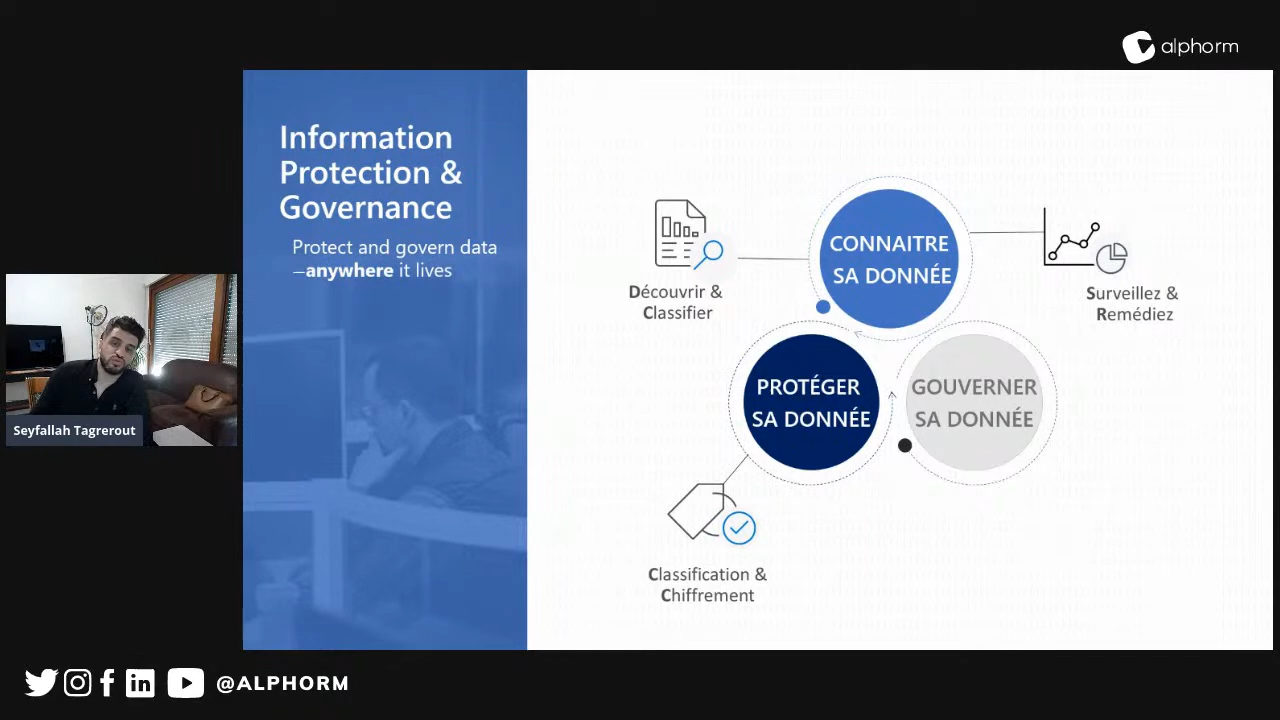 alphorm
Information
Protection &
Governance
Protect and govern data
–anywhere it lives
CONNAITRE
SA DONNÉE
Découvrir &
Classifier
Surveillez &
Remédiez
PROTÉGER
SA DONNÉE
GOUVERNER
SA DONNÉE
Classification &
Chiffrement
Seyfallah Tagrerout
@ALPHORM